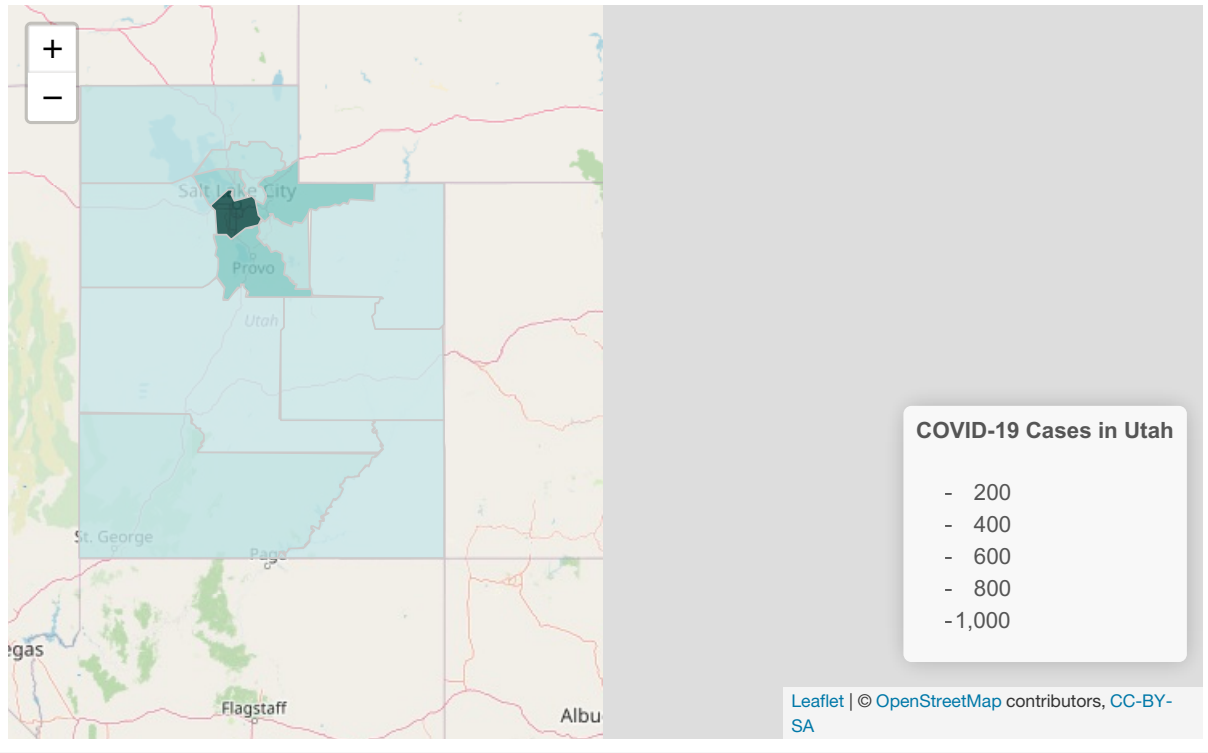 +
−
Salt Lake City
Provo
Utah
St. George
Page
egas
Flagstaff
Albu
COVID-19 Cases in Utah
- 200
- 400
- 600
- 800
-1,000
Leaflet | © OpenStreetMap contributors, CC-BY-
SA